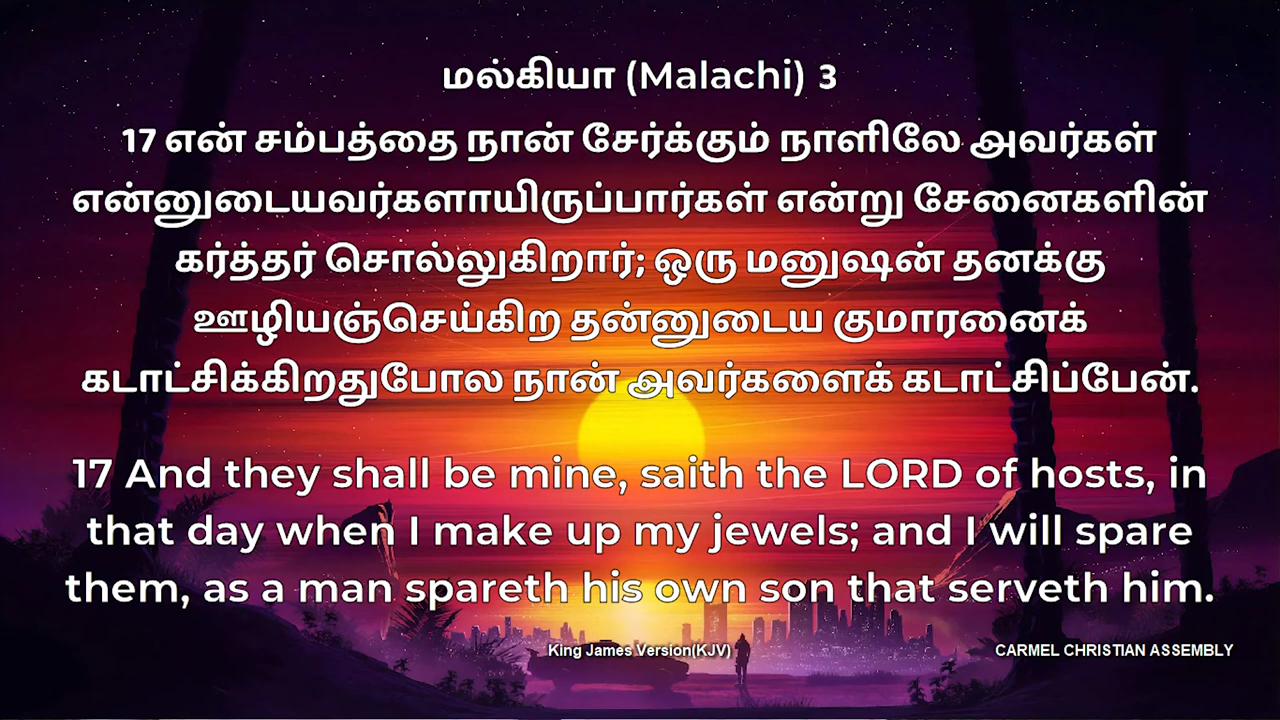 மல்கியா (Malachi) 3
17 என் சம்பத்தை நான் சேர்க்கும் நாளிலே அவர்கள்
என்னுடையவர்களாயிருப்பார்கள் என்று சேனைகளின்
கர்த்தர் சொல்லுகிறார்; ஒரு மனுஷன் தனக்கு
ஊழியஞ்செய்கிற தன்னுடைய குமாரனைக்
கடாட்சிக்கிறதுபோல நான் அவர்களைக் கடாட்சிப்பேன்.
17 And they shall be mine, saith the LORD of hosts, in
that day when I make up my jewels; and I will spare
them, as a man spareth his own son that serveth him.
King James Version(KJV)
CARMEL CHRISTIAN ASSEMBLY